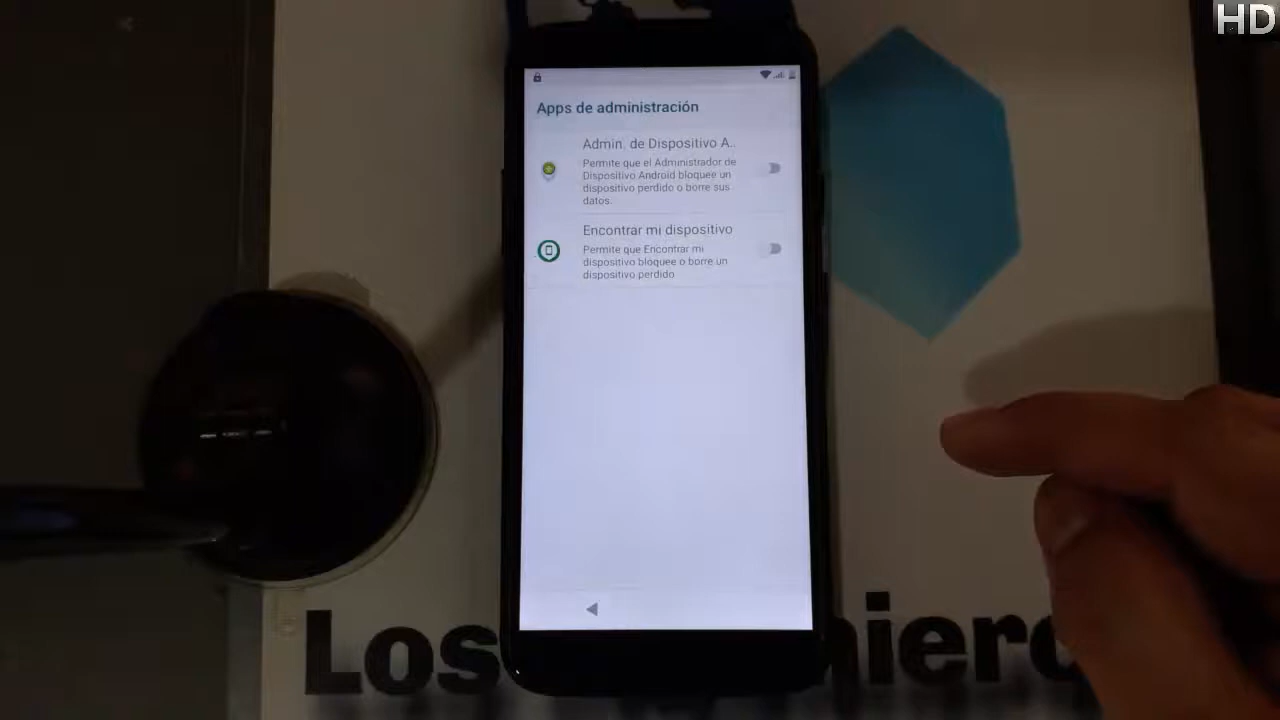 HD
Apps de administración
Admin. de Dispositivo A..
Permite que el Administrador de
Dispositivo Android bloquee un
dispositivo perdido o borre sus
datos.
Encontrar mi dispositivo
Permite que Encontrar mi
dispositivo bloquee o borre un
dispositivo perdido
Los